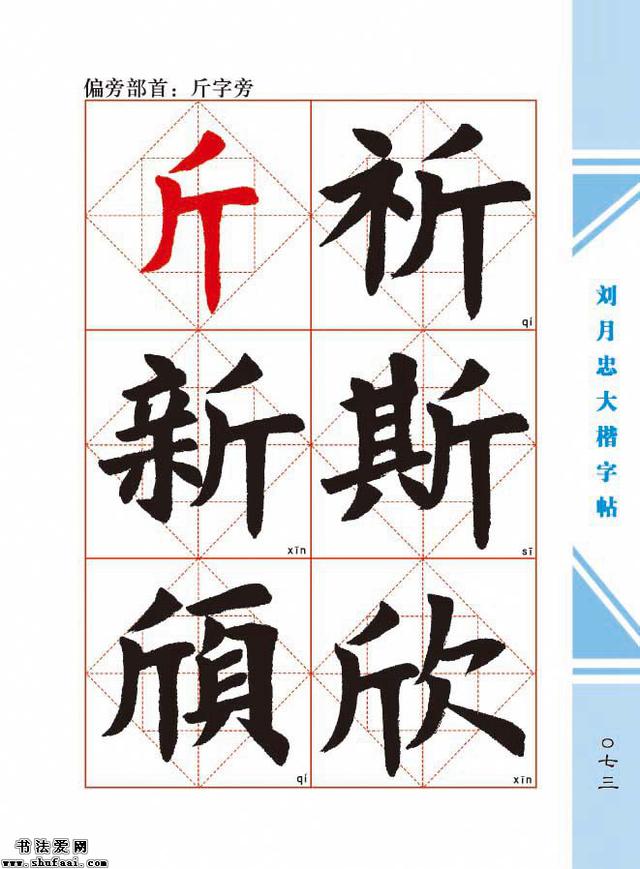 偏旁部首：斤字旁
斤 祈
qí
新 斯
xīn sī
頎 欣
qí xīn
刘月忠大楷字帖
〇七三
书法爱网
www.shufaai.com